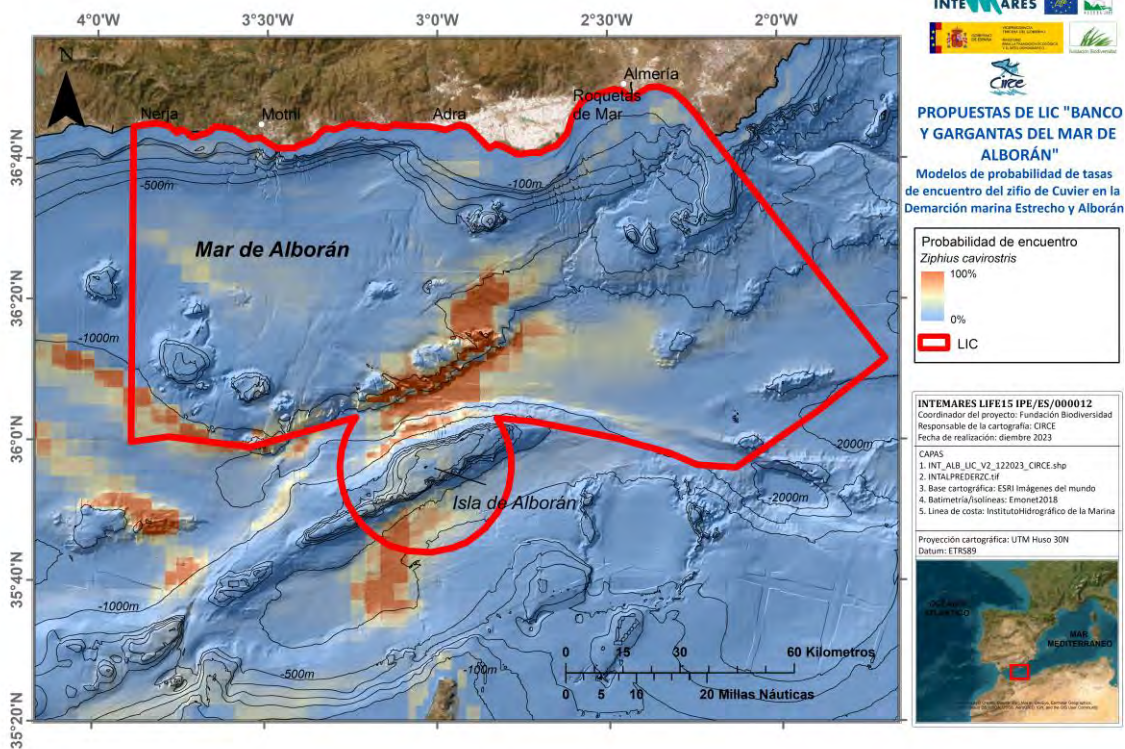 4°0'W
3°30'W
3°0'W
2°30'W
2°0'W
36°40'N
36°20'N
36°0'N
35°40'N
35°20'N
N
Nerja
Motril
Adra
Roquetas
de Mar
Almería
-500m
-100m
Mar de Alborán
-1000m
2000m
-2000m
Isla de Alborán
-1000m
-500m
-100m
0 15 30 60 Kilometros
0 5 10 20 Millas Náuticas
INTEMARES
GOBIERNO
DE ESPAÑA
Fundación Biodiversidad
Circe
PROPUESTAS DE LIC "BANCO
Y GARGANTAS DEL MAR DE
ALBORÁN"
Modelos de probabilidad de tasas
de encuentro del zifio de Cuvier en la
Demarción marina Estrecho y Alborán
Probabilidad de encuentro
Ziphius cavirostris
100%
0%
LIC
INTEMARES LIFE15 IPE/ES/000012
Coordinador del proyecto: Fundación Biodiversidad
Responsable de la cartografía: CIRCE
Fecha de realización: diembre 2023
CAPAS
1. INT_ALB_LIC_V2_122023_CIRCE.shp
2. INTALPREDERZC.tif
3. Base cartográfica: ESRI Imágenes del mundo
4. Batimetría/isolineas: Emonet2018
5. Linea de costa: InstitutoHidrográfico de la Marina
Proyección cartográfica: UTM Huso 30N
Datum: ETRS89
OCÉANO
ATLÁNTICO
MAR
MEDITERRÁNEO